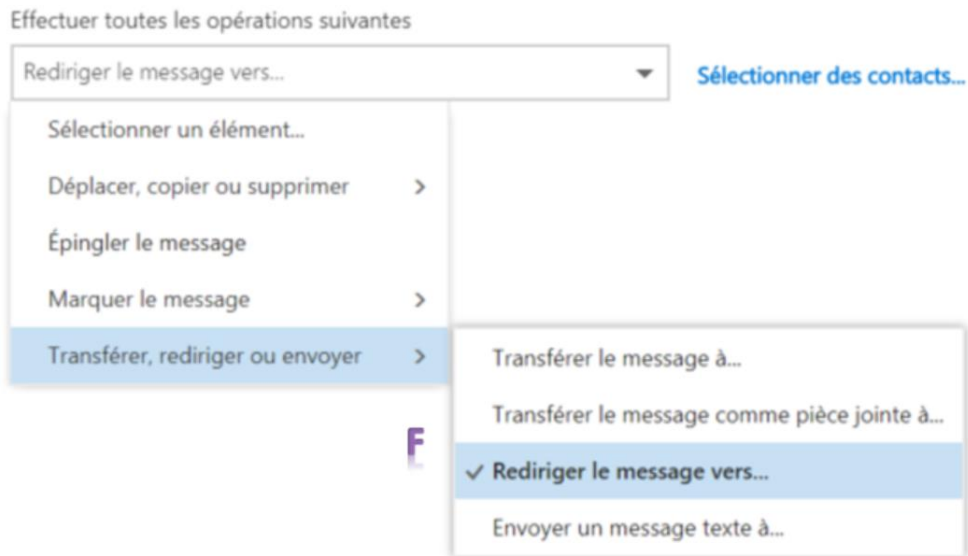 Effectuer toutes les opérations suivantes
Rediriger le message vers...
Sélectionner des contacts...
Sélectionner un élément...
Déplacer, copier ou supprimer
Épingler le message
Marquer le message
Transférer, rediriger ou envoyer
Transférer le message à...
Transférer le message comme pièce jointe à...
F
Rediriger le message vers...
Envoyer un message texte à...